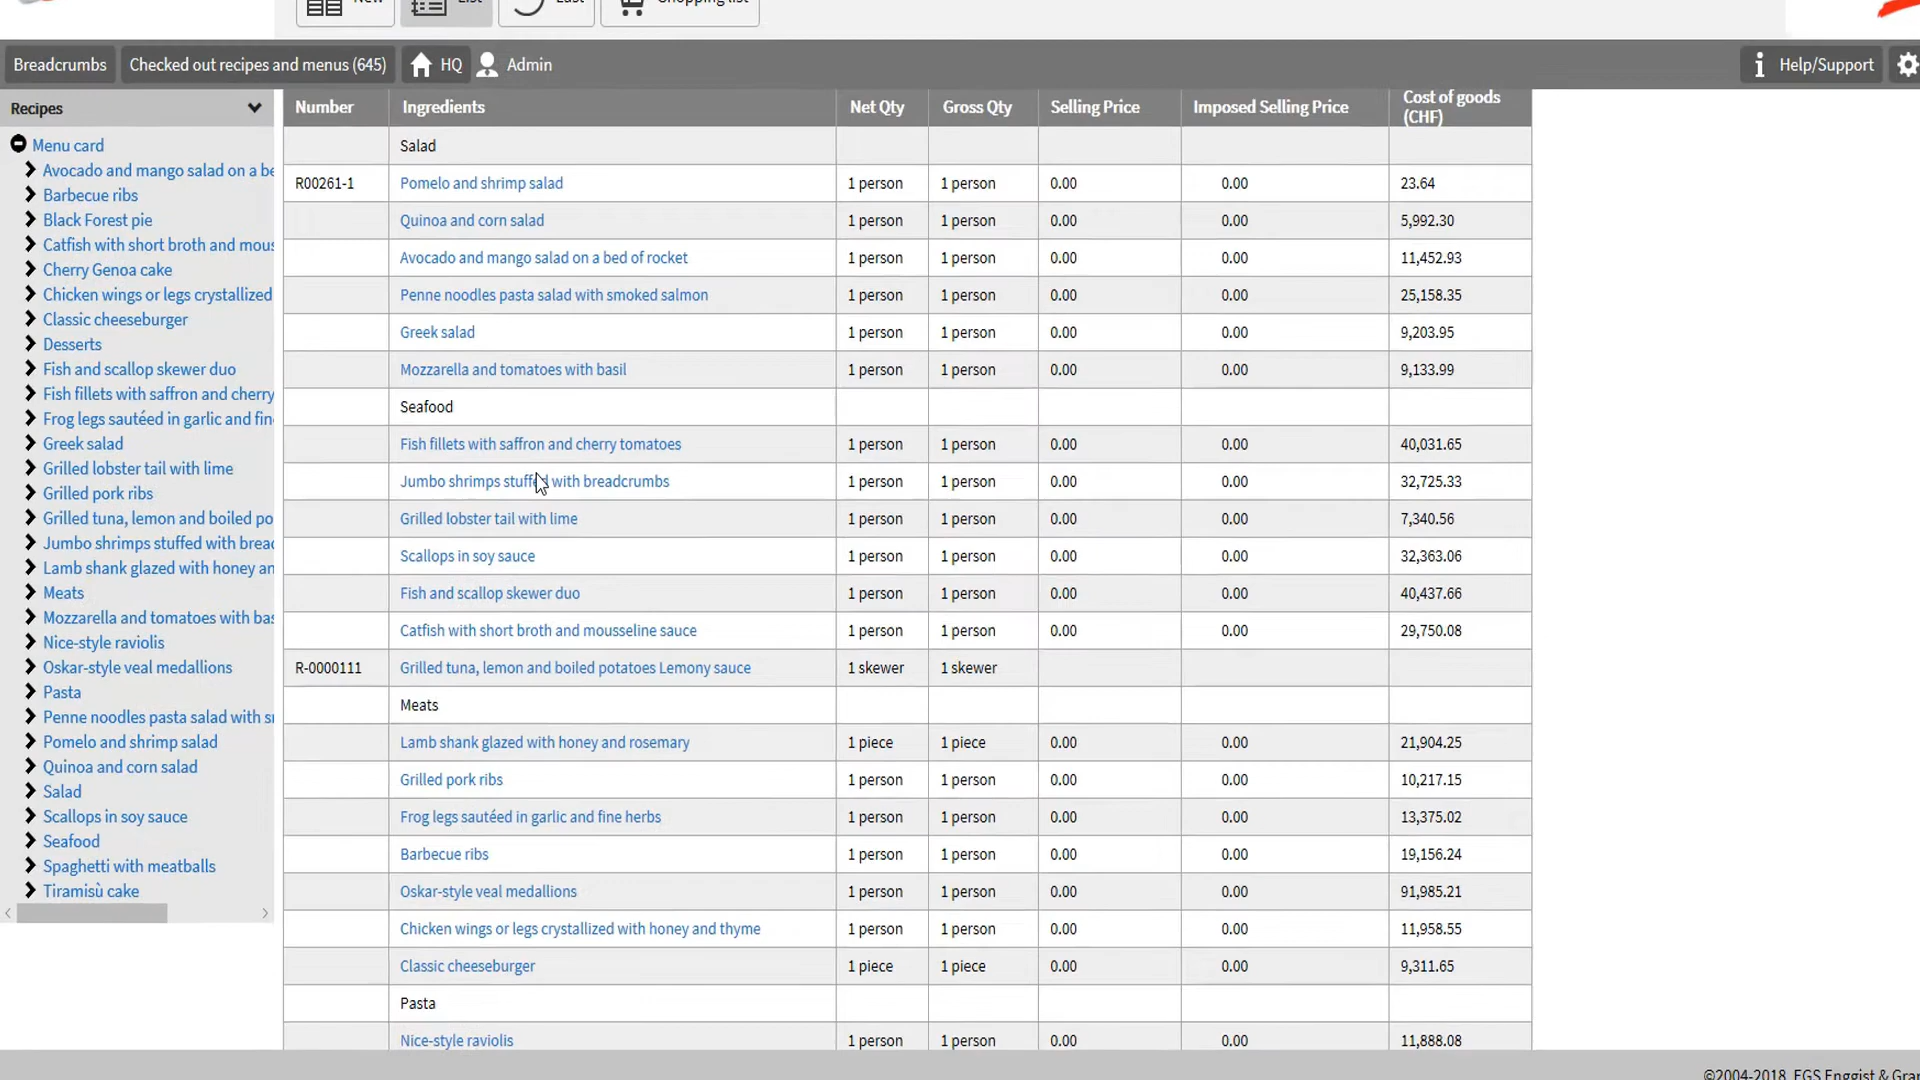 New
List
Last
Shopping list
Breadcrumbs
Checked out recipes and menus (645)
HQ
Admin
Help/Support
Recipes
Menu card
Avocado and mango salad on a be
Barbecue ribs
Black Forest pie
Catfish with short broth and mous
Cherry Genoa cake
Chicken wings or legs crystallized
Classic cheeseburger
Desserts
Fish and scallop skewer duo
Fish fillets with saffron and cherry
Frog legs sautéed in garlic and fin
Greek salad
Grilled lobster tail with lime
Grilled pork ribs
Grilled tuna, lemon and boiled po
Jumbo shrimps stuffed with bread
Lamb shank glazed with honey an
Meats
Mozzarella and tomatoes with bas
Nice-style raviolis
Oskar-style veal medallions
Pasta
Penne noodles pasta salad with sm
Pomelo and shrimp salad
Quinoa and corn salad
Salad
Scallops in soy sauce
Seafood
Spaghetti with meatballs
Tiramisù cake
Number Ingredients Net Qty Gross Qty Selling Price Imposed Selling Price Cost of goods (CHF)
Salad
R00261-1 Pomelo and shrimp salad 1 person 1 person 0.00 0.00 23.64
Quinoa and corn salad 1 person 1 person 0.00 0.00 5,992.30
Avocado and mango salad on a bed of rocket 1 person 1 person 0.00 0.00 11,452.93
Penne noodles pasta salad with smoked salmon 1 person 1 person 0.00 0.00 25,158.35
Greek salad 1 person 1 person 0.00 0.00 9,203.95
Mozzarella and tomatoes with basil 1 person 1 person 0.00 0.00 9,133.99
Seafood
Fish fillets with saffron and cherry tomatoes 1 person 1 person 0.00 0.00 40,031.65
Jumbo shrimps stuffed with breadcrumbs 1 person 1 person 0.00 0.00 32,725.33
Grilled lobster tail with lime 1 person 1 person 0.00 0.00 7,340.56
Scallops in soy sauce 1 person 1 person 0.00 0.00 32,363.06
Fish and scallop skewer duo 1 person 1 person 0.00 0.00 40,437.66
Catfish with short broth and mousseline sauce 1 person 1 person 0.00 0.00 29,750.08
R-0000111 Grilled tuna, lemon and boiled potatoes Lemony sauce 1 skewer 1 skewer
Meats
Lamb shank glazed with honey and rosemary 1 piece 1 piece 0.00 0.00 21,904.25
Grilled pork ribs 1 person 1 person 0.00 0.00 10,217.15
Frog legs sautéed in garlic and fine herbs 1 person 1 person 0.00 0.00 13,375.02
Barbecue ribs 1 person 1 person 0.00 0.00 19,156.24
Oskar-style veal medallions 1 person 1 person 0.00 0.00 91,985.21
Chicken wings or legs crystallized with honey and thyme 1 person 1 person 0.00 0.00 11,958.55
Classic cheeseburger 1 piece 1 piece 0.00 0.00 9,311.65
Pasta
Nice-style raviolis 1 person 1 person 0.00 0.00 11,888.08
©2004-2018 EGS Enggist & Gra